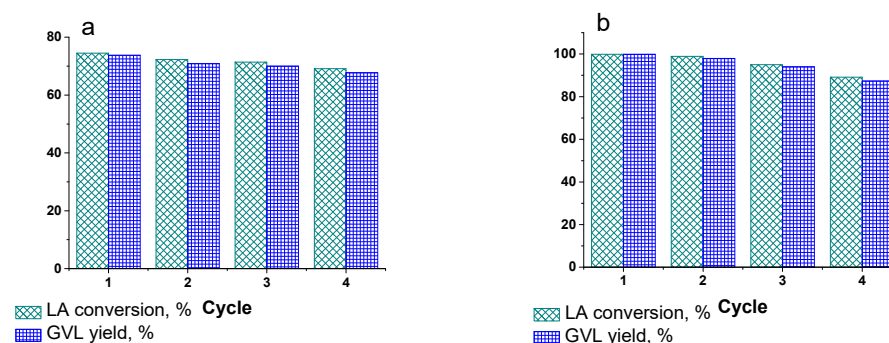 a
80
60
40
20
0
1 2 3 4
Cycle
LA conversion, %
GVL yield, %
b
100
80
60
40
20
0
1 2 3 4
Cycle
LA conversion, %
GVL yield, %